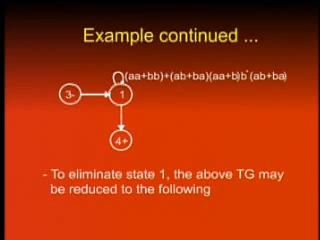 Example continued ...
(aa+bb)+(ab+ba)(aa+b)b*(ab+ba)
3-
1
4+
- To eliminate state 1, the above TG may
be reduced to the following